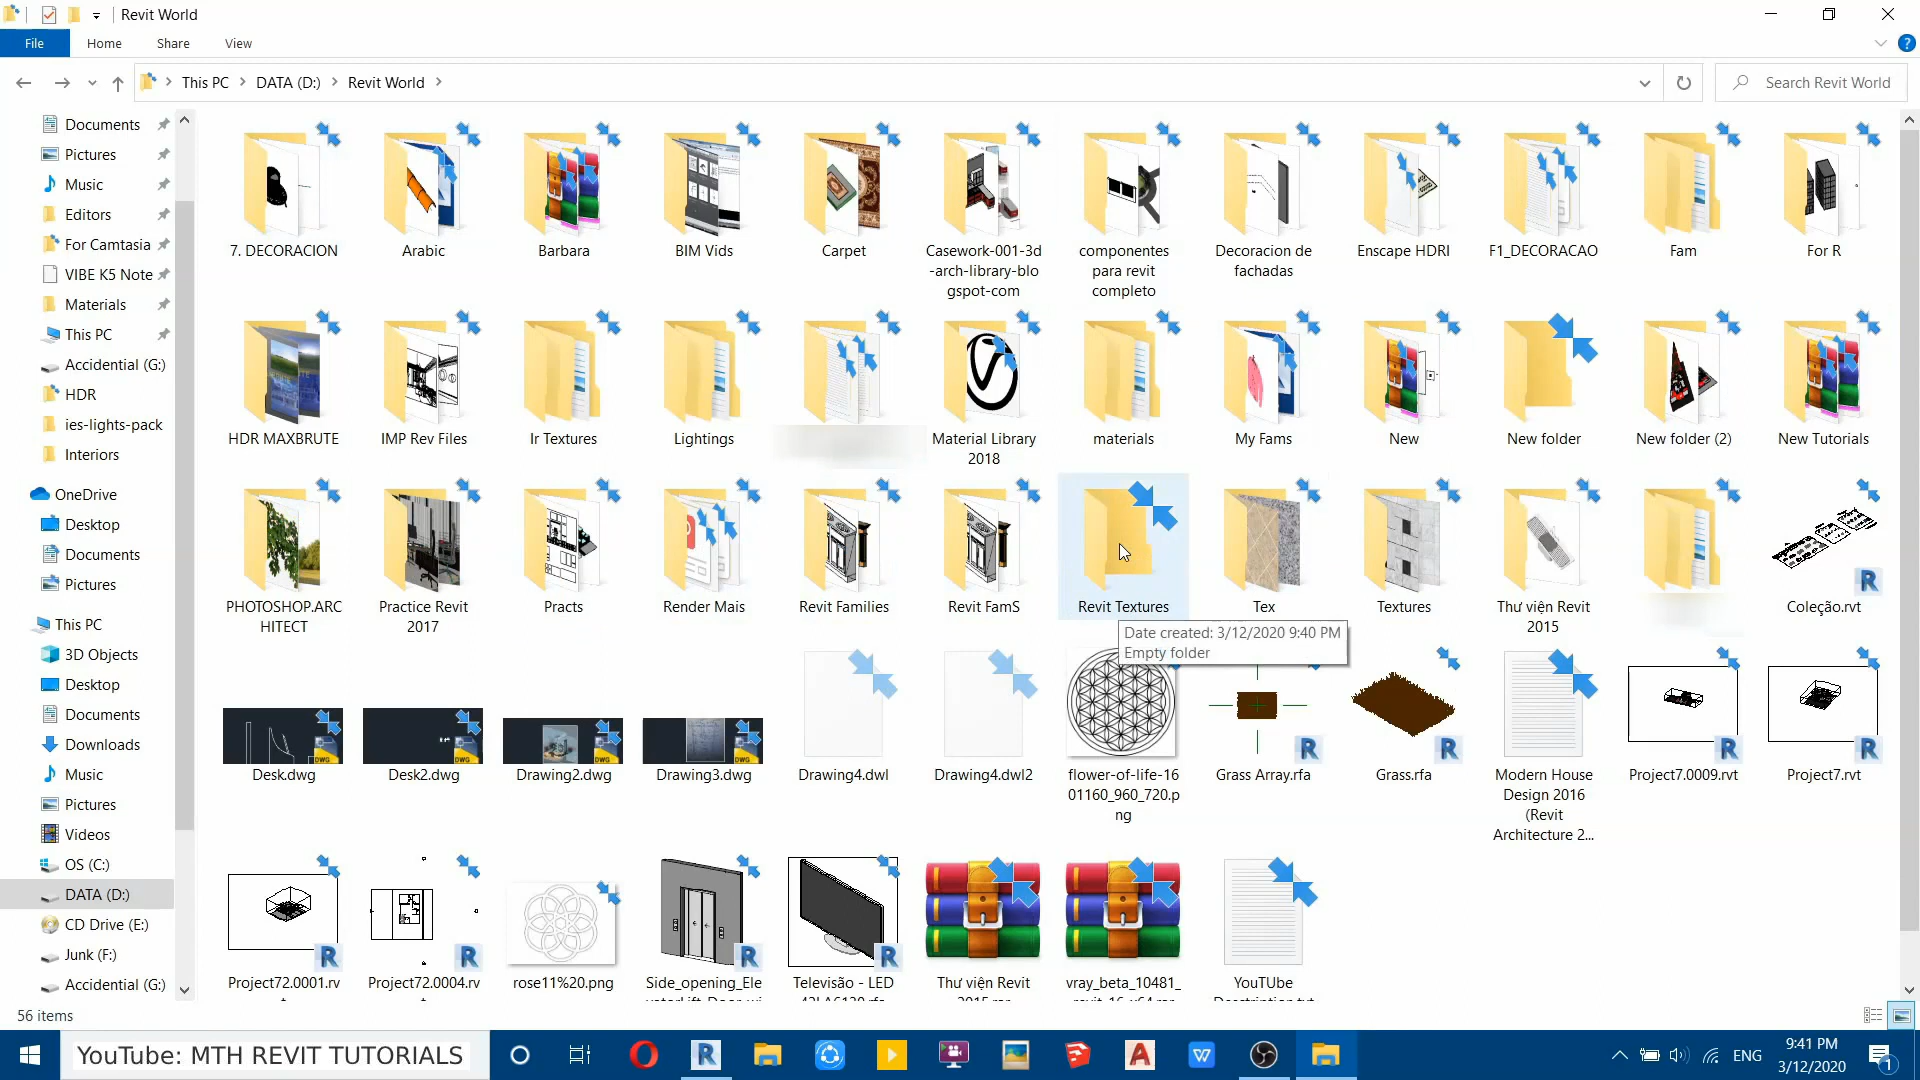 Revit World
File
Home
Share
View
This PC
DATA (D:)
Revit World
Search Revit World
Documents
Pictures
Music
Editors
For Camtasia
VIBE K5 Note
Materials
This PC
Accidential (G:)
HDR
ies-lights-pack
Interiors
OneDrive
Desktop
Documents
Pictures
This PC
3D Objects
Desktop
Documents
Downloads
Music
Pictures
Videos
OS (C:)
DATA (D:)
CD Drive (E:)
Junk (F:)
Accidential (G:)
7. DECORACION
Arabic
Barbara
BIM Vids
Carpet
Casework-001-3d
-arch-library-blo
gspot-com
componentes
para revit
completo
Decoracion de
fachadas
Enscape HDRI
F1_DECORACAO
Fam
For R
HDR MAXBRUTE
IMP Rev Files
Ir Textures
Lightings
Material Library
2018
materials
My Fams
New
New folder
New folder (2)
New Tutorials
PHOTOSHOP.ARC
HITECT
Practice Revit
2017
Practs
Render Mais
Revit Families
Revit FamS
Revit Textures
Tex
Textures
Thư viện Revit
2015
Coleção.rvt
Date created: 3/12/2020 9:40 PM
Empty folder
Desk.dwg
Desk2.dwg
Drawing2.dwg
Drawing3.dwg
Drawing4.dwl
Drawing4.dwl2
flower-of-life-16
01160_960_720.p
ng
Grass Array.rfa
Grass.rfa
Modern House
Design 2016
(Revit
Architecture 2...
Project7.0009.rvt
Project7.rvt
Project72.0001.rv
t
Project72.0004.rv
t
rose11%20.png
Side_opening_Ele
Televisão - LED
Thư viện Revit
vray_beta_10481_
YouTUbe
56 items
YouTube: MTH REVIT TUTORIALS
ENG
9:41 PM
3/12/2020
1